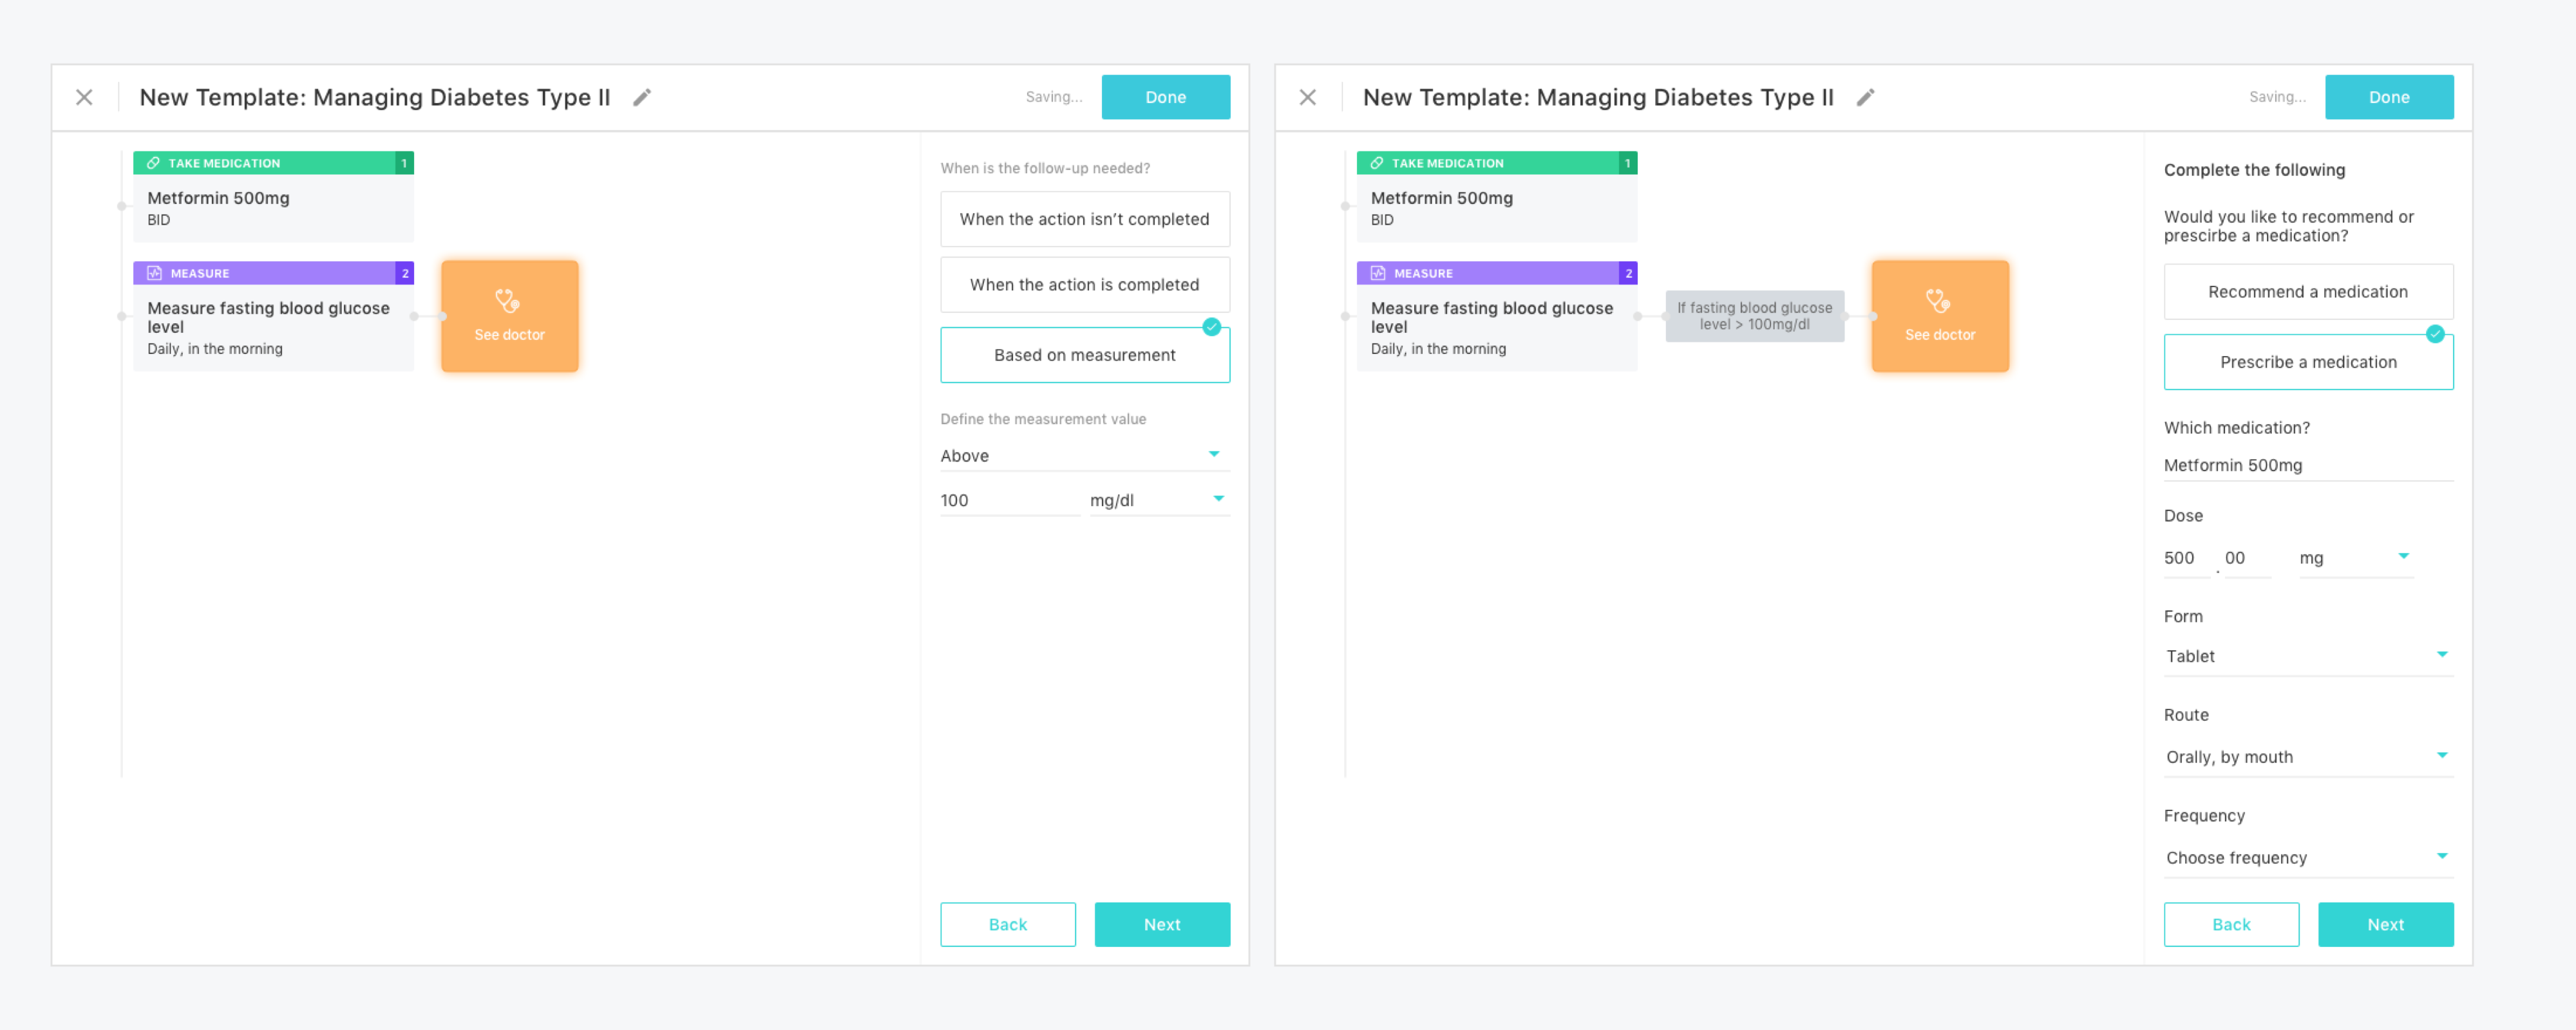 New Template: Managing Diabetes Type II
Saving...
Done
TAKE MEDICATION
1
Metformin 500mg
BID
MEASURE
2
Measure fasting blood glucose
level
Daily, in the morning
See doctor
When is the follow-up needed?
When the action isn’t completed
When the action is completed
Based on measurement
Define the measurement value
Above
100 mg/dl
Back
Next
New Template: Managing Diabetes Type II
Saving...
Done
TAKE MEDICATION
1
Metformin 500mg
BID
MEASURE
2
Measure fasting blood glucose
level
Daily, in the morning
If fasting blood glucose
level > 100mg/dl
See doctor
Complete the following
Would you like to recommend or
prescirbe a medication?
Recommend a medication
Prescribe a medication
Which medication?
Metformin 500mg
Dose
500 . 00 mg
Form
Tablet
Route
Orally, by mouth
Frequency
Choose frequency
Back
Next